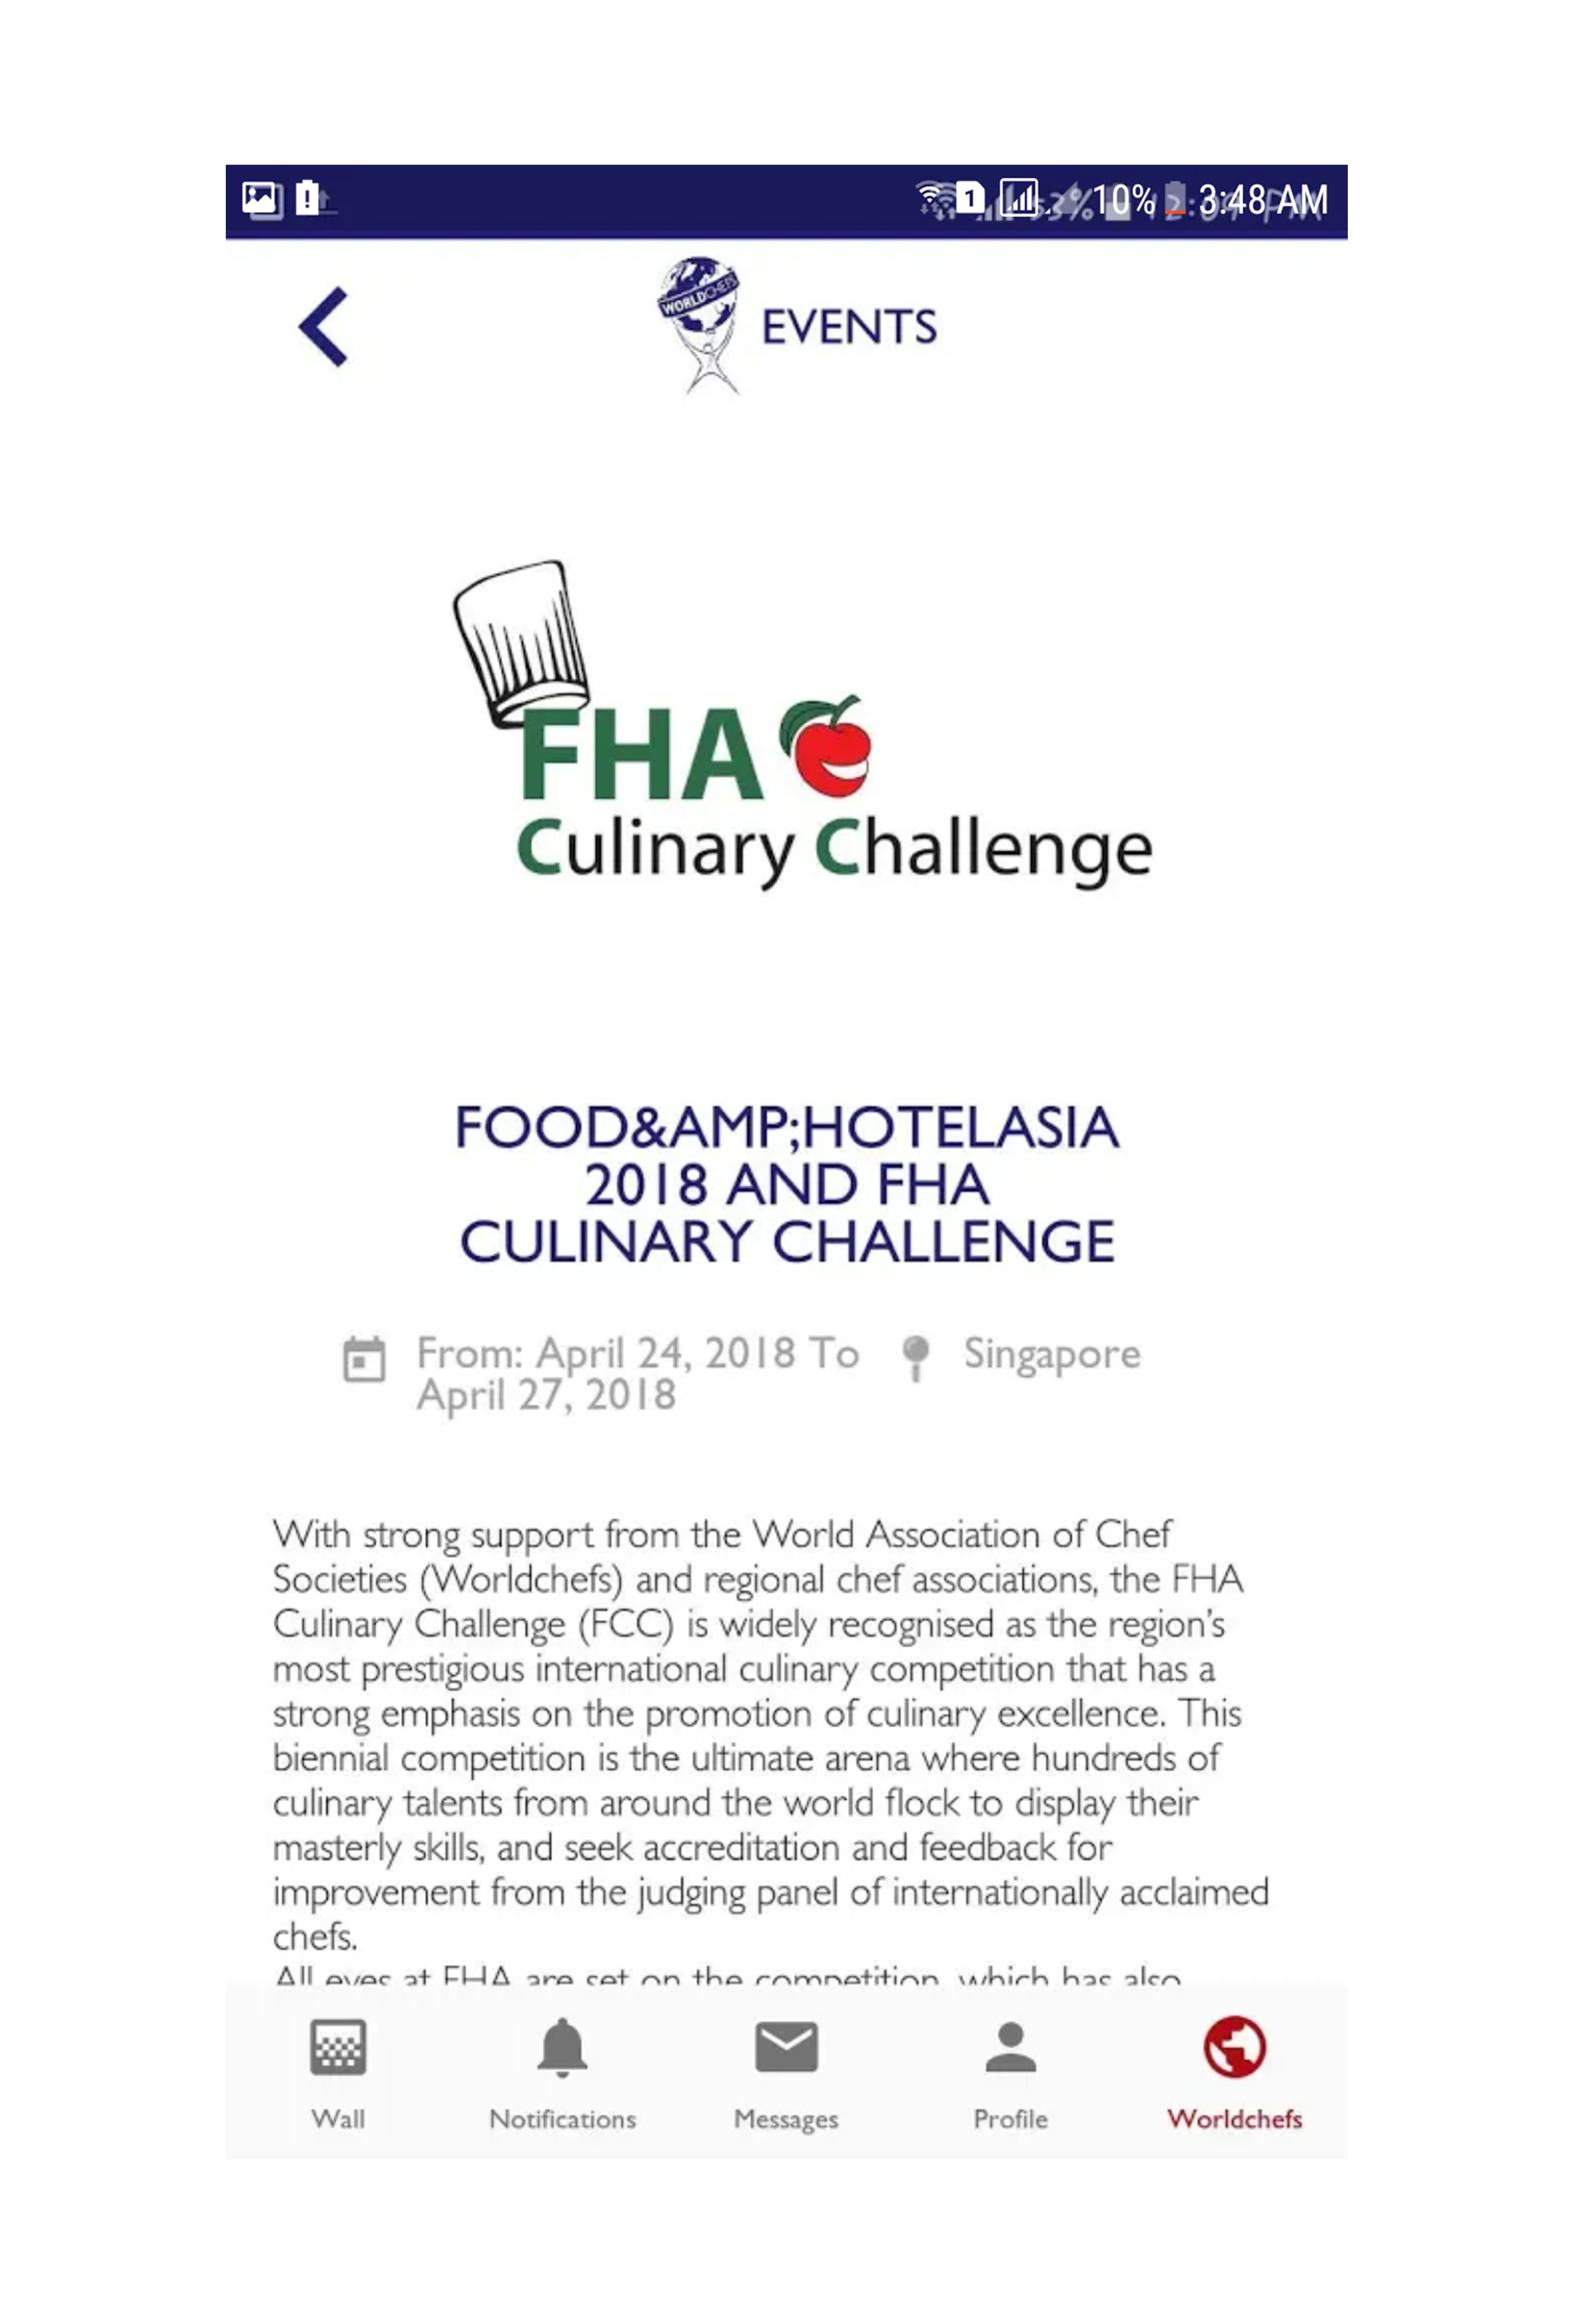 1 10% 3:48 AM
WORLDCHEFS
EVENTS
FHA
Culinary Challenge
FOOD&AMP;HOTELASIA
2018 AND FHA
CULINARY CHALLENGE
From: April 24, 2018 To
April 27, 2018
Singapore
With strong support from the World Association of Chef
Societies (Worldchefs) and regional chef associations, the FHA
Culinary Challenge (FCC) is widely recognised as the region’s
most prestigious international culinary competition that has a
strong emphasis on the promotion of culinary excellence. This
biennial competition is the ultimate arena where hundreds of
culinary talents from around the world flock to display their
masterly skills, and seek accreditation and feedback for
improvement from the judging panel of internationally acclaimed
chefs.
All eyes at FHA are set on the competition, which has also
Wall
Notifications
Messages
Profile
Worldchefs